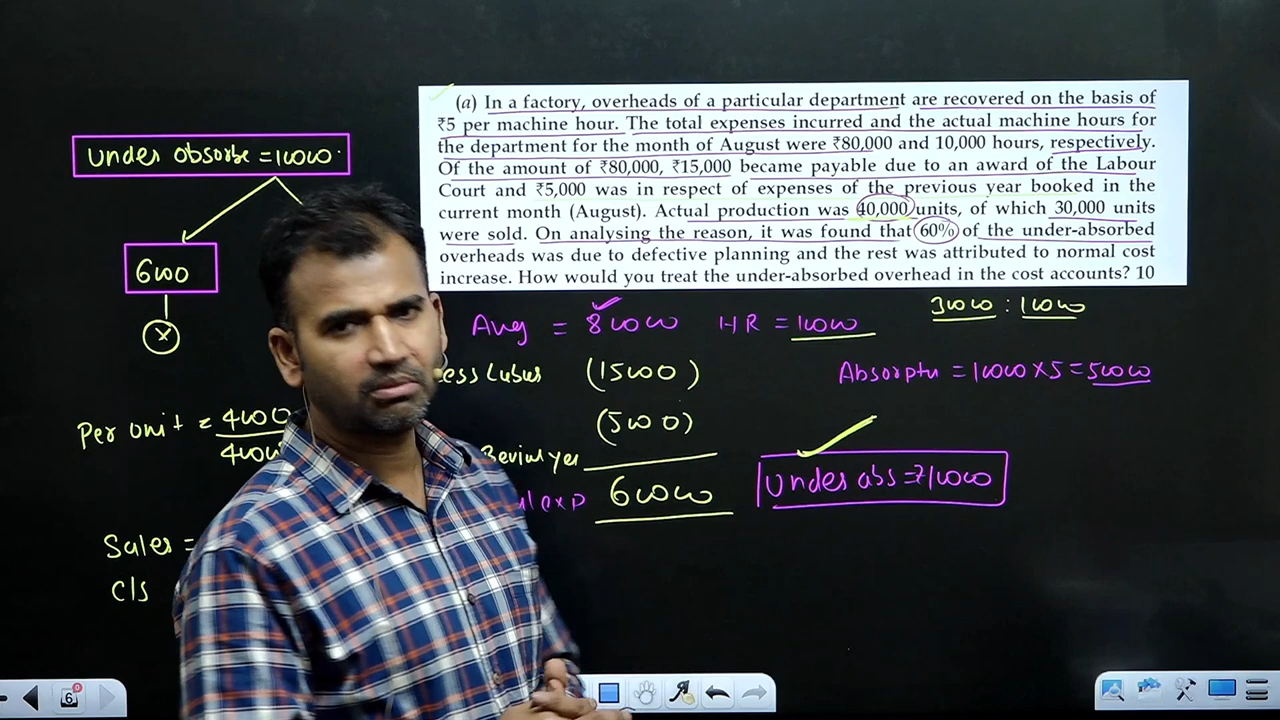 (a) In a factory, overheads of a particular department are recovered on the basis of
₹5 per machine hour. The total expenses incurred and the actual machine hours for
the department for the month of August were ₹80,000 and 10,000 hours, respectively.
Of the amount of ₹80,000, ₹15,000 became payable due to an award of the Labour
Court and ₹5,000 was in respect of expenses of the previous year booked in the
current month (August). Actual production was 40,000 units, of which 30,000 units
were sold. On analysing the reason, it was found that 60% of the under-absorbed
overheads was due to defective planning and the rest was attributed to normal cost
increase. How would you treat the under-absorbed overhead in the cost accounts? 10
under absorbe = 10000
6000
X
Per unit = 4000
Sales =
C/s
Aug = 80000 HR = 10000
30000 : 10000
(15000)
Absorptn = 10000 x 5 = 50000
(5000)
60000
under abs = ₹10000
6
0